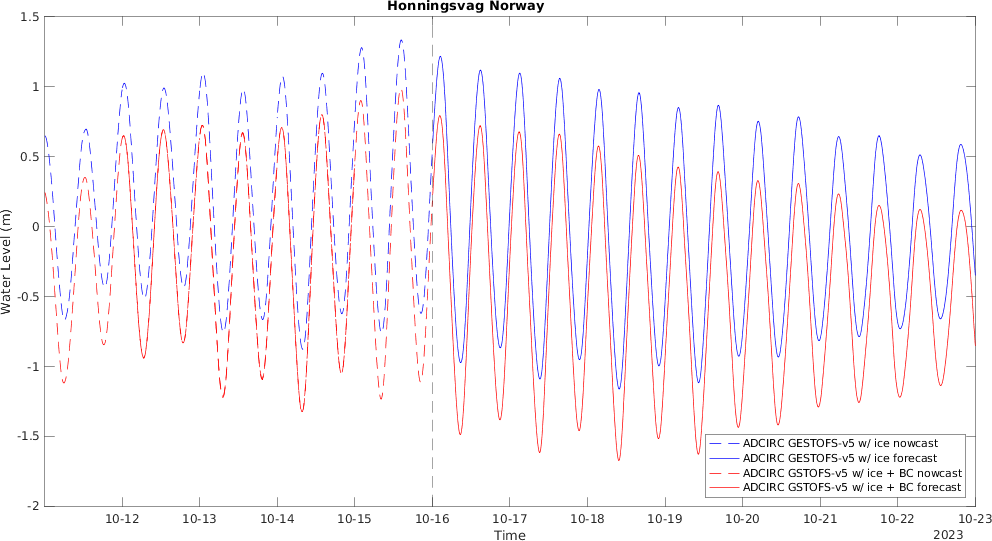 Honningsvag Norway
1.5
1
0.5
0
-0.5
-1
-1.5
-2
Water Level (m)
ADCIRC GESTOFS-v5 w/ ice nowcast
ADCIRC GESTOFS-v5 w/ ice forecast
ADCIRC GSTOFS-v5 w/ ice + BC nowcast
ADCIRC GSTOFS-v5 w/ ice + BC forecast
10-12 10-13 10-14 10-15 10-16 10-17 10-18 10-19 10-20 10-21 10-22 10-23
Time
2023